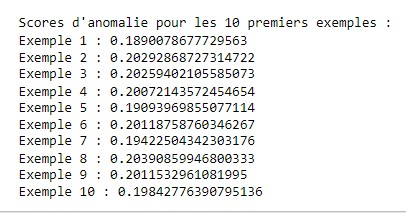 Scores d'anomalie pour les 10 premiers exemples :
Exemple 1 : 0.1890078677729563
Exemple 2 : 0.20292868727314722
Exemple 3 : 0.20259402105585073
Exemple 4 : 0.20072143572454654
Exemple 5 : 0.19093969855077114
Exemple 6 : 0.20118758760346267
Exemple 7 : 0.19422504342303176
Exemple 8 : 0.20390859946800333
Exemple 9 : 0.2011532961081995
Exemple 10 : 0.19842776390795136